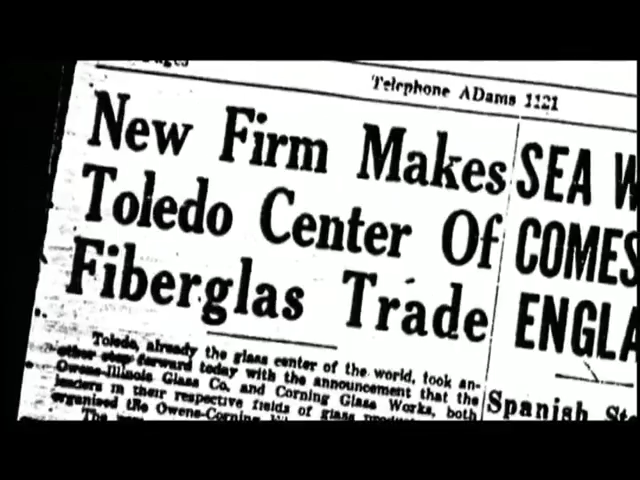 Pages
Telephone ADams 1121
New Firm Makes
Toledo Center Of
Fiberglas Trade
Toledo, already the glass center of the world, took an-
other step forward today with the announcement that the
Owens-Illinois Glass Co. and Corning Glass Works, both
leaders in their respective fields of glass
organized the Owens-Corning
The
SEA
COMES
Spanish